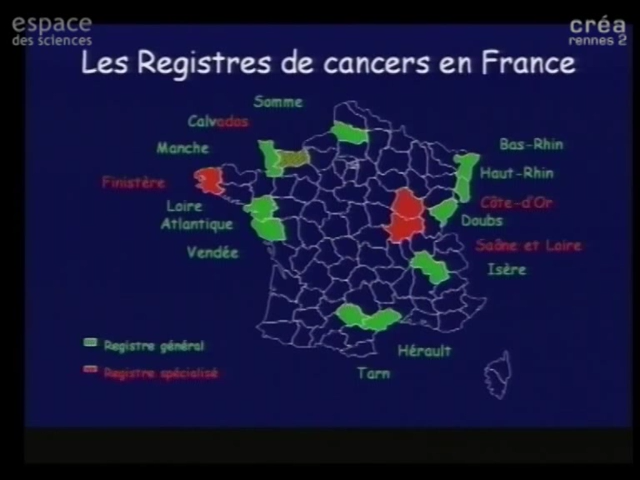 espace
des sciences
créa
rennes 2
Les Registres de cancers en France
Somme
Calvados
Manche
Finistère
Loire
Atlantique
Vendée
Bas-Rhin
Haut-Rhin
Côte-d'Or
Doubs
Saône et Loire
Isère
Hérault
Tarn
Registre général
Registre spécialisé